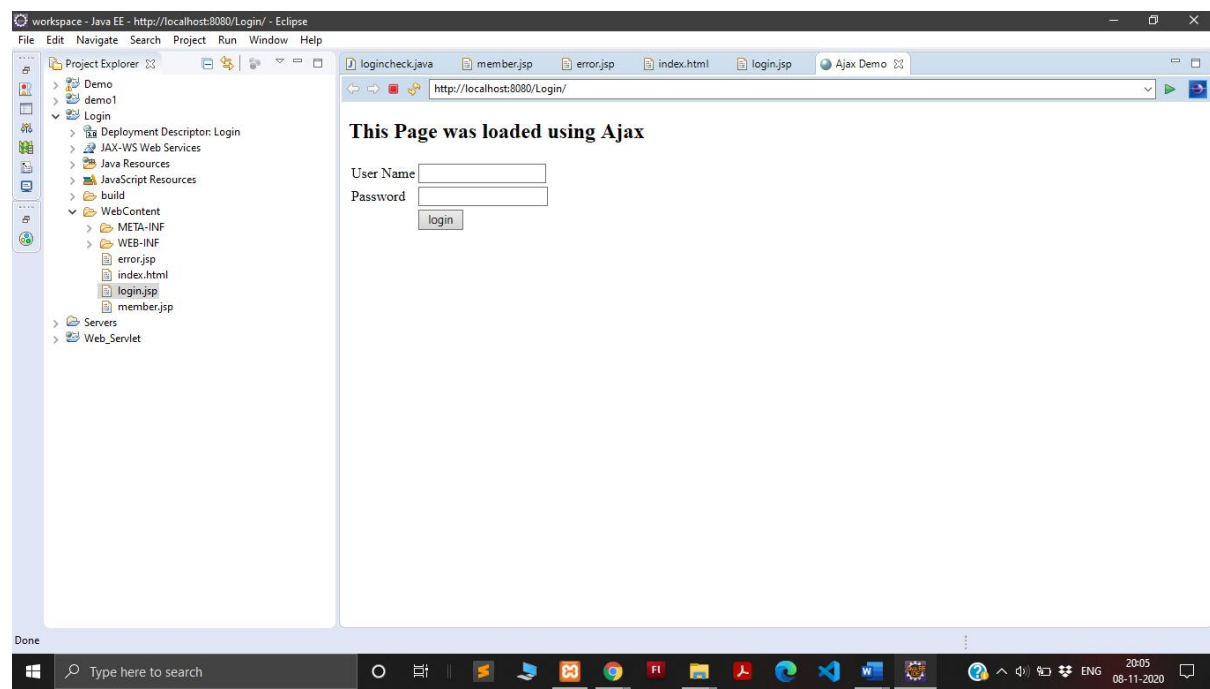 workspace - Java EE - http://localhost:8080/Login/ - Eclipse
File Edit Navigate Search Project Run Window Help
Project Explorer
Demo
demo1
Login
Deployment Descriptor: Login
JAX-WS Web Services
Java Resources
JavaScript Resources
build
WebContent
META-INF
WEB-INF
error.jsp
index.html
login.jsp
member.jsp
Servers
Web_Servlet
logincheck.java member.jsp error.jsp index.html login.jsp Ajax Demo
http://localhost:8080/Login/
This Page was loaded using Ajax
User Name
Password
login
Done
Type here to search
FL
W
ENG
20:05
08-11-2020